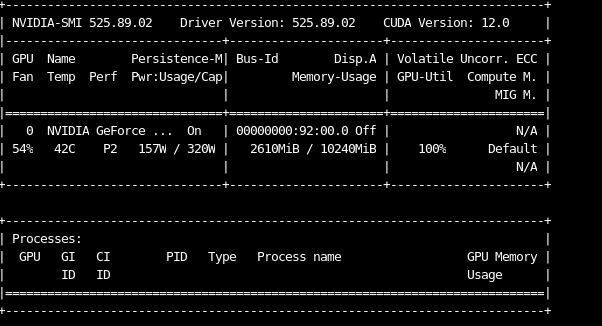 +-----------------------------------------------------------------------------+
| NVIDIA-SMI 525.89.02    Driver Version: 525.89.02    CUDA Version: 12.0     |
|-------------------------------+----------------------+----------------------+
| GPU  Name        Persistence-M| Bus-Id        Disp.A | Volatile Uncorr. ECC
| Fan  Temp  Perf  Pwr:Usage/Cap|         Memory-Usage | GPU-Util  Compute M.
|                               |                      |               MIG M.
|===============================+======================+======================|
|   0  NVIDIA GeForce ...  On   | 00000000:92:00.0 Off |                  N/A
| 54%   42C    P2   157W / 320W |   2610MiB / 10240MiB |    100%      Default
|                               |                      |                  N/A
+-------------------------------+----------------------+----------------------+
+-----------------------------------------------------------------------------+
| Processes:                                                                  |
|  GPU   GI   CI        PID   Type   Process name                  GPU Memory |
|        ID   ID                                                   Usage      |
|=============================================================================|
+-----------------------------------------------------------------------------+